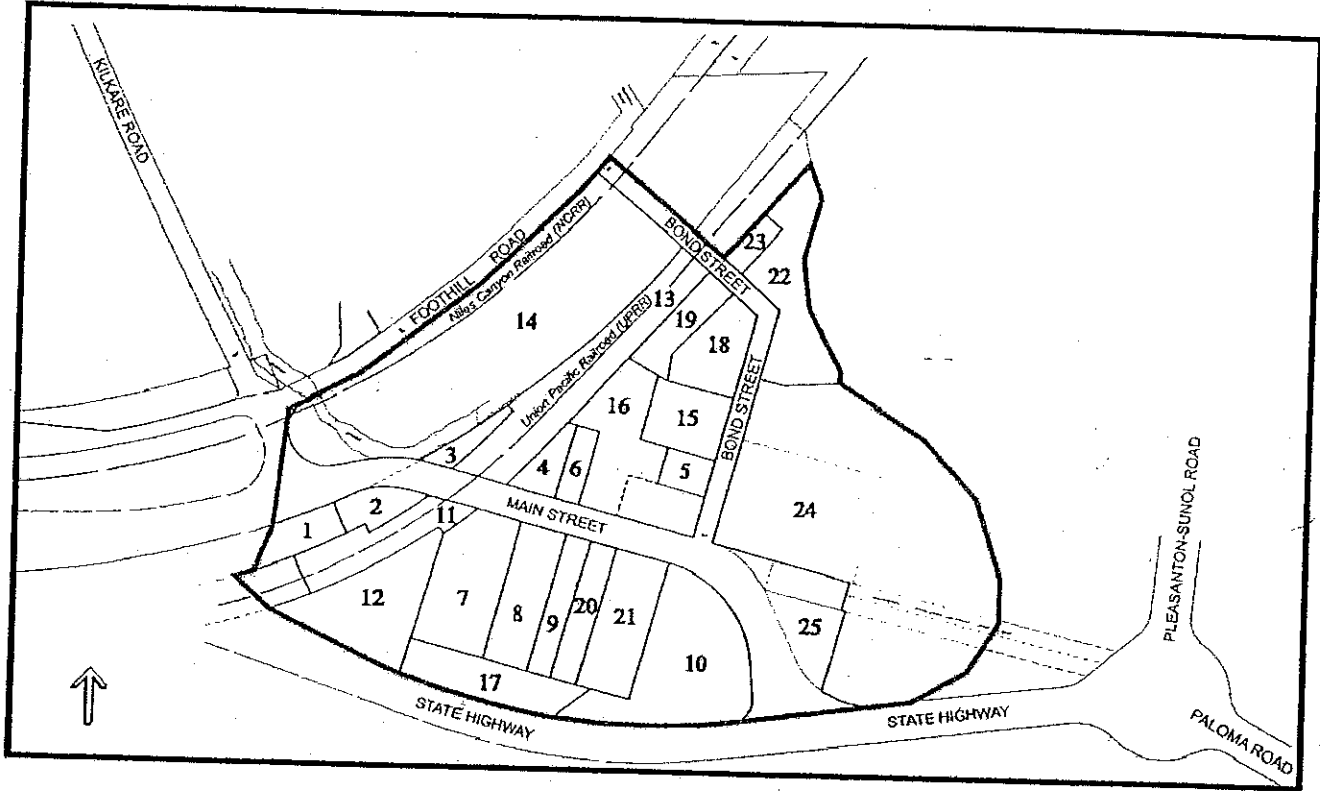 KILKARE ROAD
FOOTHILL ROAD
Niles Canyon Railroad (NCRR)
BOND STREET
23
22
14
13
Union Pacific Railroad (UPRR)
19
18
16
15
BOND STREET
3
4
6
5
MAIN STREET
24
2
1
11
12
7
8
9
20
21
10
25
17
STATE HIGHWAY
STATE HIGHWAY
PLEASANTON-SUNOL ROAD
PALOMA ROAD